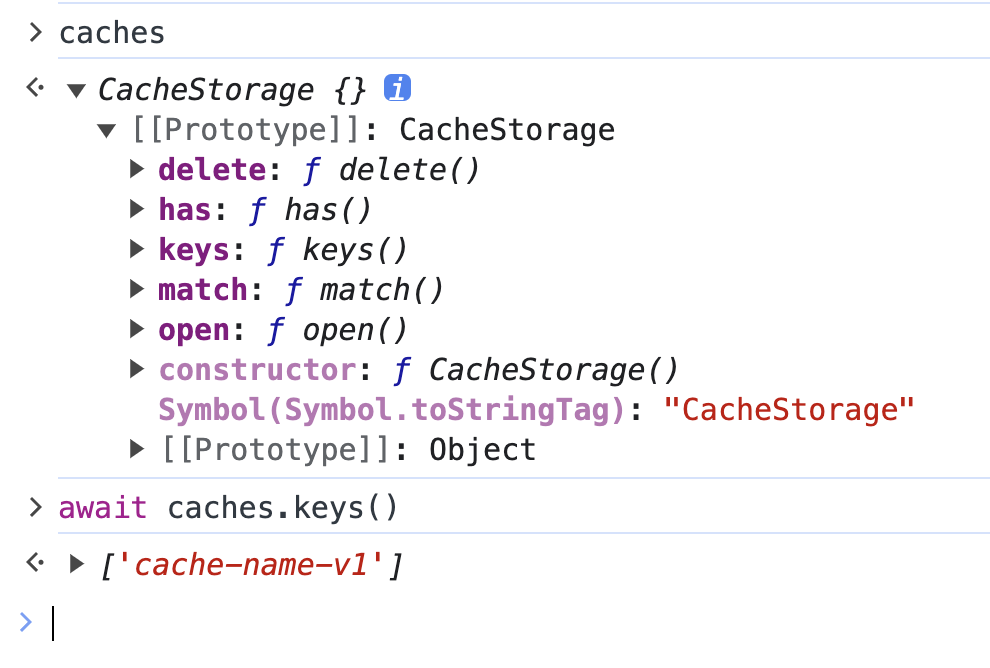 > caches
<· ▼ CacheStorage {} i
▼ [[Prototype]]: CacheStorage
▶ delete: ƒ delete()
▶ has: ƒ has()
▶ keys: ƒ keys()
▶ match: ƒ match()
▶ open: ƒ open()
▶ constructor: ƒ CacheStorage()
Symbol(Symbol.toStringTag): "CacheStorage"
▶ [[Prototype]]: Object
> await caches.keys()
<· ▶ ['cache-name-v1']
>